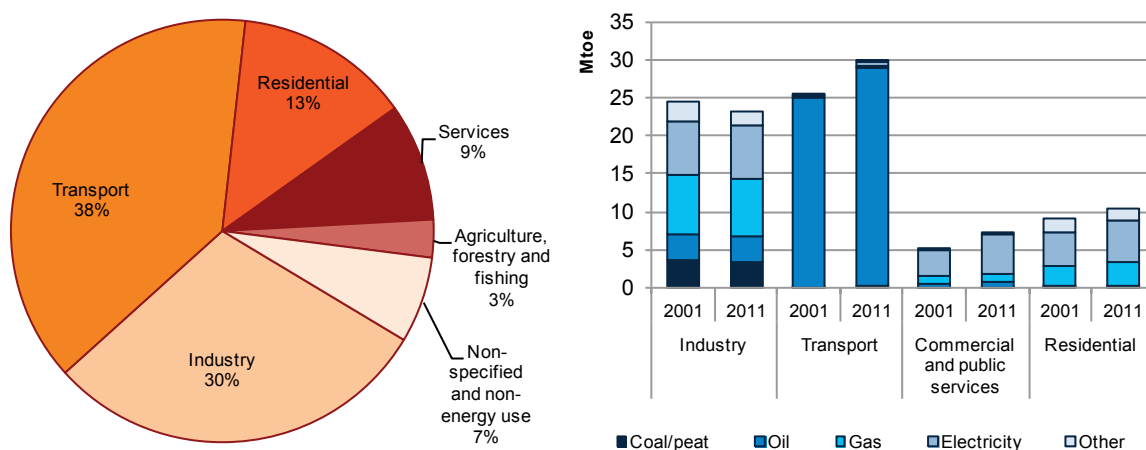 Residential
13%
Services
9%
Transport
38%
Agriculture,
forestry and
fishing
3%
Industry
30%
Non-
specified and
non-
energy use
7%
Mtoe
35
30
25
20
15
10
5
0
2001 2011 2001 2011 2001 2011 2001 2011
Industry Transport Commercial Residential
and public
services
Coal/peat Oil Gas Electricity Other